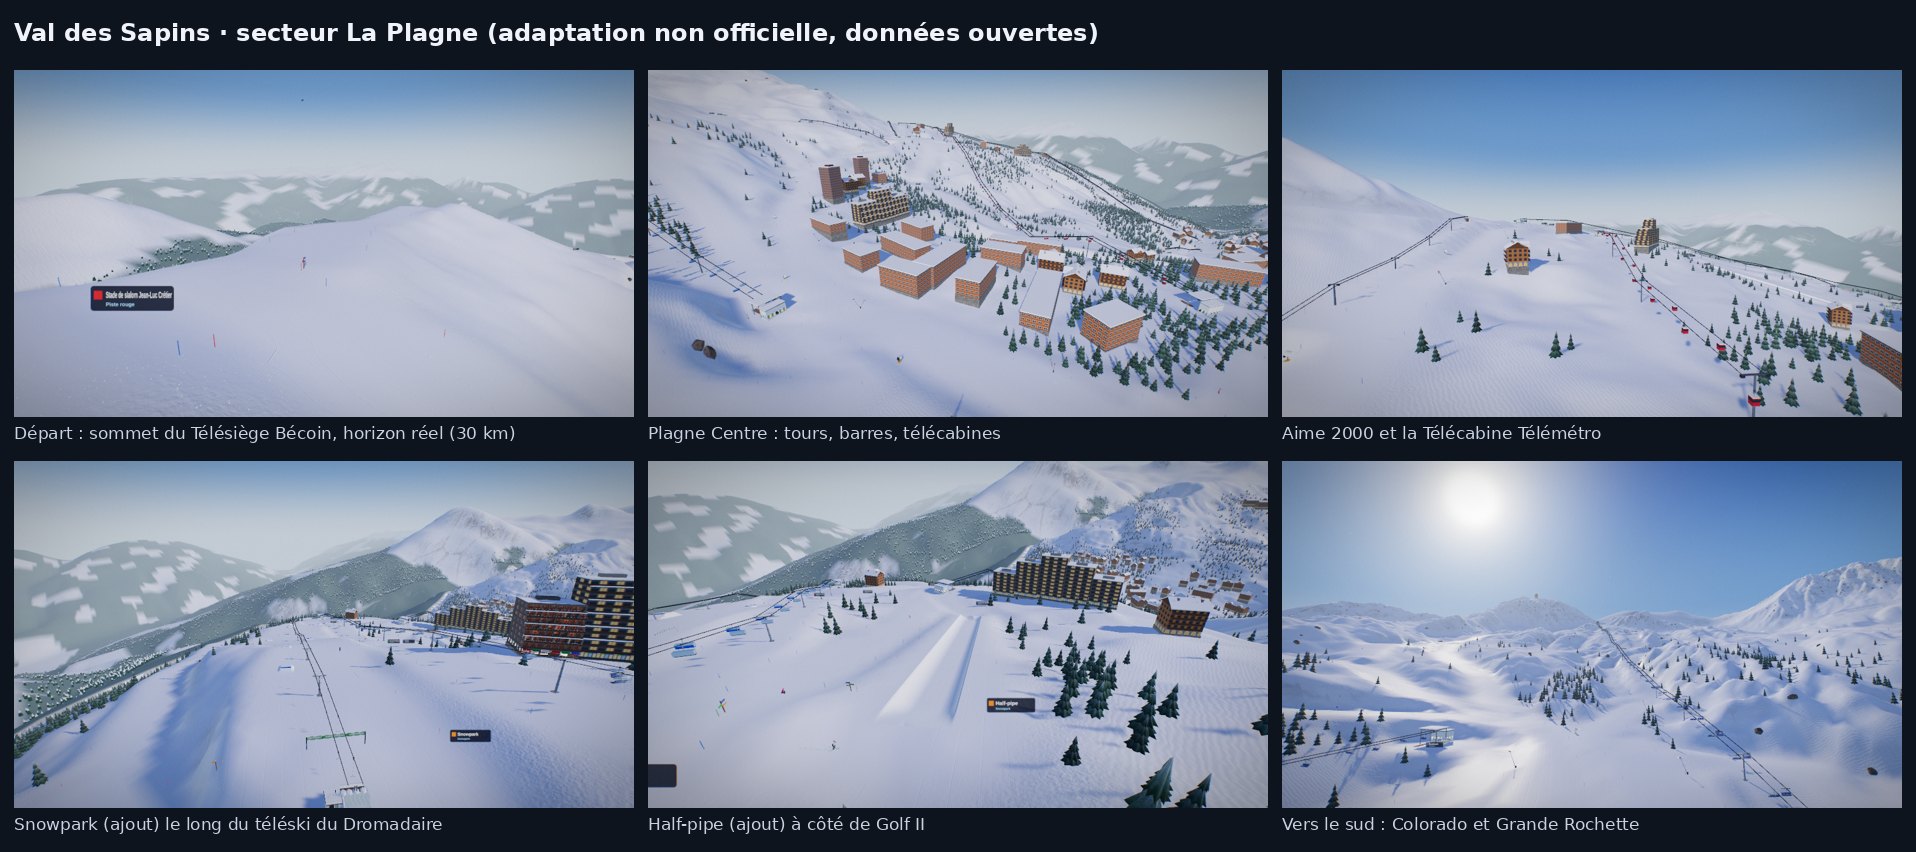 Val des Sapins · secteur La Plagne (adaptation non officielle, données ouvertes)
Stade de slalom Jean-Luc Crétier
Piste rouge
Départ : sommet du Télésiège Bécoin, horizon réel (30 km)
Plagne Centre : tours, barres, télécabines
Aime 2000 et la Télécabine Télémétro
Snowpark
Half-pipe
Snowpark
Snowpark (ajout) le long du téléski du Dromadaire
Half-pipe (ajout) à côté de Golf II
Vers le sud : Colorado et Grande Rochette